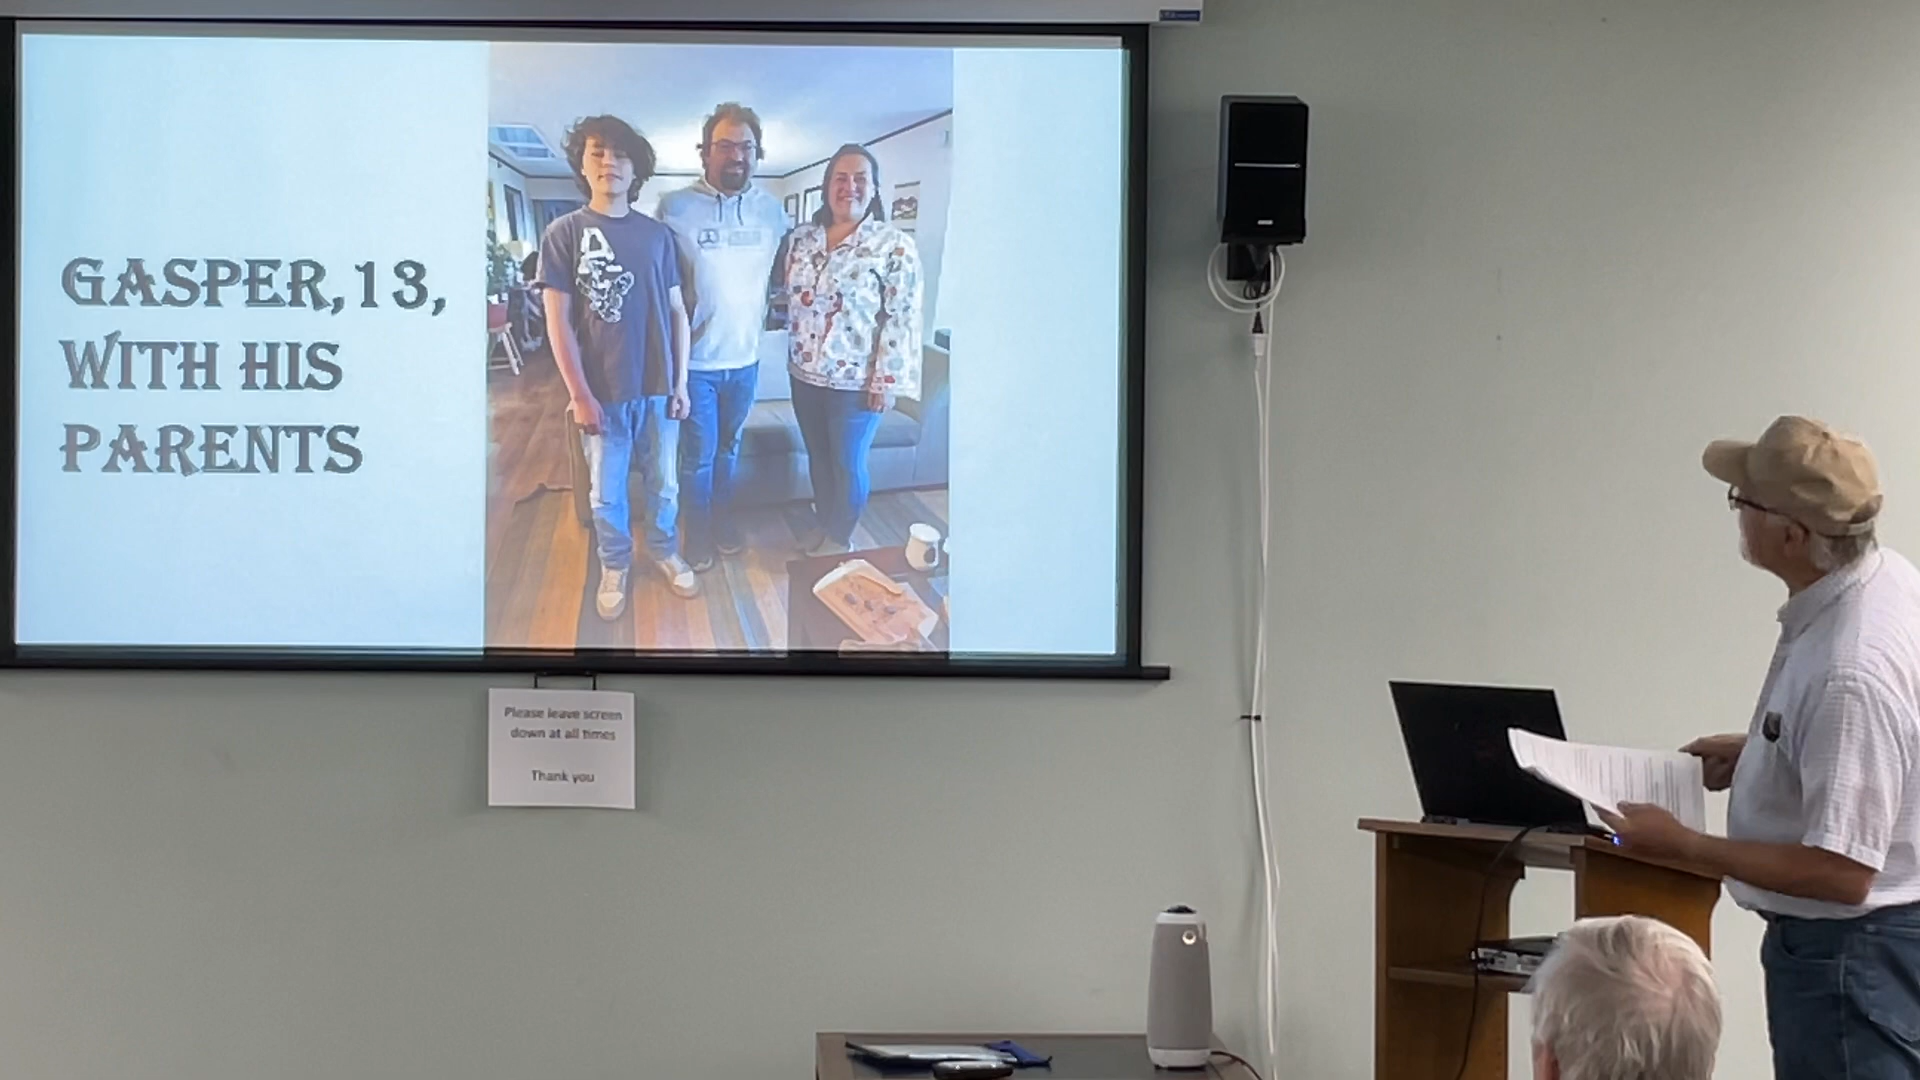 GASPER,13,
WITH HIS
PARENTS
Please leave screen
down at all times
Thank you